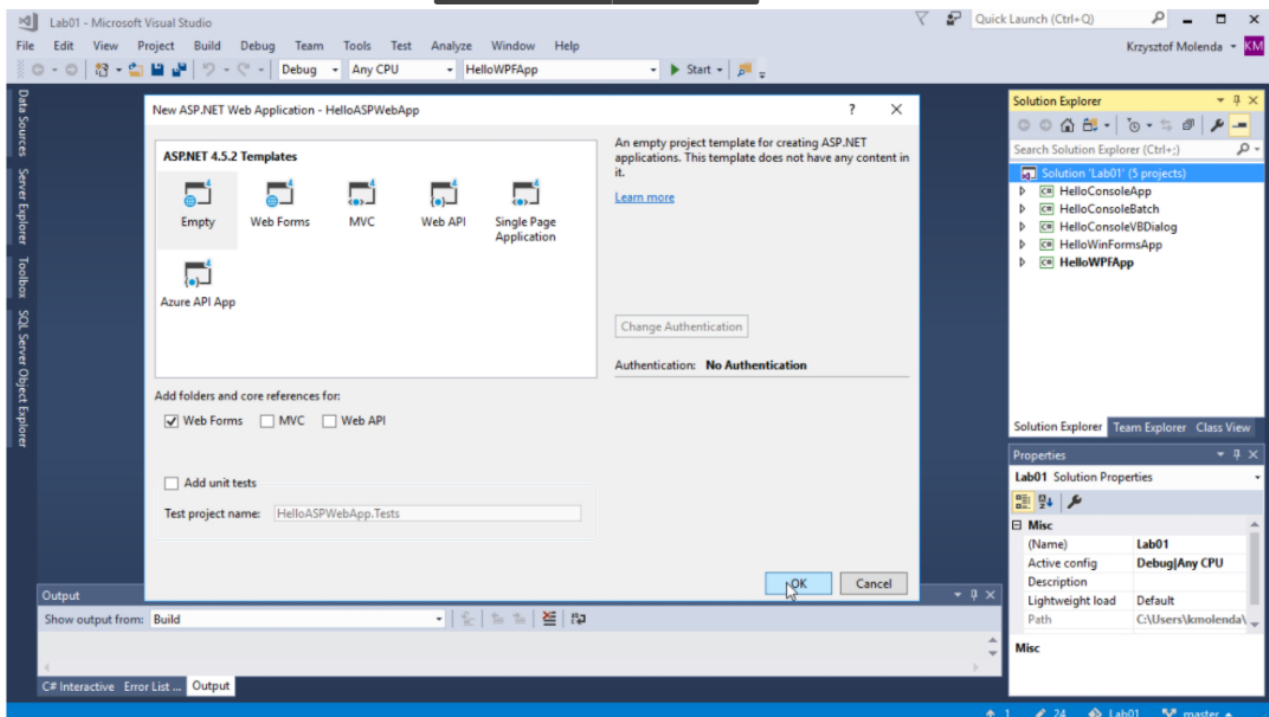 Lab01 - Microsoft Visual Studio
Quick Launch (Ctrl+Q)
File Edit View Project Build Debug Team Tools Test Analyze Window Help
Krzysztof Molenda KM
Debug Any CPU HelloWPFApp Start
Data Sources
Server Explorer
Toolbox
SQL Server Object Explorer
New ASP.NET Web Application - HelloASPWebApp
?
ASP.NET 4.5.2 Templates
Empty Web Forms MVC Web API Single Page Application
Azure API App
An empty project template for creating ASP.NET
applications. This template does not have any content in
it.
Learn more
Change Authentication
Authentication: No Authentication
Add folders and core references for:
Web Forms MVC Web API
Add unit tests
Test project name: HelloASPWebApp.Tests
OK Cancel
Solution Explorer
Search Solution Explorer (Ctrl+;)
Solution 'Lab01' (5 projects)
C# HelloConsoleApp
C# HelloConsoleBatch
C# HelloConsoleVBDialog
C# HelloWinFormsApp
C# HelloWPFApp
Solution Explorer Team Explorer Class View
Properties
Lab01 Solution Properties
Misc
(Name) Lab01
Active config Debug|Any CPU
Description
Lightweight load Default
Path C:\Users\kmolenda\
Misc
Output
Show output from: Build
C# Interactive Error List ... Output
1 24 Lab01 master